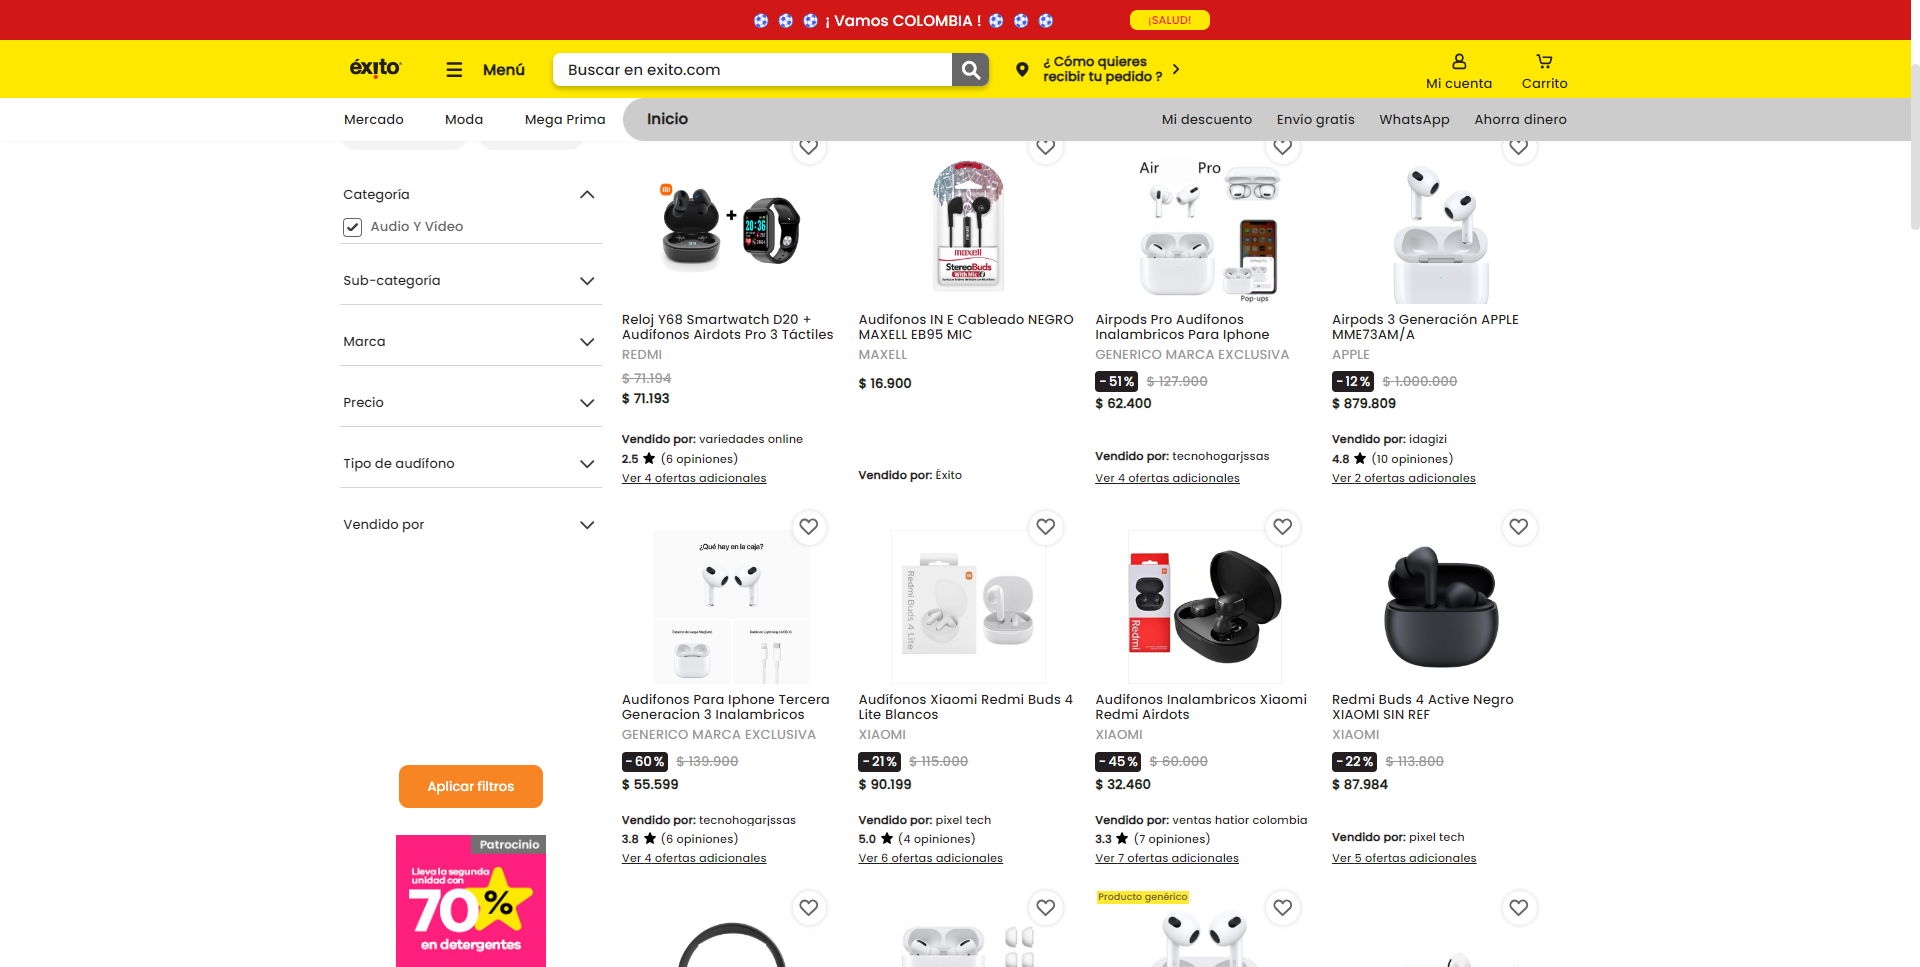 ¡ Vamos COLOMBIA !
¡SALUD!
éxito
Menú
Buscar en exito.com
¿ Cómo quieres
recibir tu pedido ?
Mi cuenta
Carrito
Mercado
Moda
Mega Prima
Inicio
Mi descuento
Envío gratis
WhatsApp
Ahorra dinero
Categoría
Audio Y Vídeo
Sub-categoría
Marca
Precio
Tipo de audífono
Vendido por
Aplicar filtros
Patrocinio
Lleva la segunda
unidad con
70%
en detergentes
20:36
Reloj Y68 Smartwatch D20 +
Audífonos Airdots Pro 3 Táctiles
REDMI
$ 71.194
$ 71.193
Vendido por: variedades online
2.5 (6 opiniones)
Ver 4 ofertas adicionales
maxell
StereoBuds
With Mic
Audifonos IN E Cableado NEGRO
MAXELL EB95 MIC
MAXELL
$ 16.900
Vendido por: Éxito
Air Pro
Pop-ups
Airpods Pro Audifonos
Inalambricos Para Iphone
GENERICO MARCA EXCLUSIVA
-51% $ 127.900
$ 62.400
Vendido por: tecnohogarjssas
Ver 4 ofertas adicionales
Airpods 3 Generación APPLE
MME73AM/A
APPLE
-12% $ 1.000.000
$ 879.809
Vendido por: idagizi
4.8 (10 opiniones)
Ver 2 ofertas adicionales
¿Qué hay en la caja?
Audifonos Para Iphone Tercera
Generacion 3 Inalambricos
GENERICO MARCA EXCLUSIVA
-60% $ 139.900
$ 55.599
Vendido por: tecnohogarjssas
3.8 (6 opiniones)
Ver 4 ofertas adicionales
Redmi Buds 4 Lite
Audífonos Xiaomi Redmi Buds 4
Lite Blancos
XIAOMI
-21% $ 115.000
$ 90.199
Vendido por: pixel tech
5.0 (4 opiniones)
Ver 6 ofertas adicionales
Redmi
Audifonos Inalambricos Xiaomi
Redmi Airdots
XIAOMI
-45% $ 60.000
$ 32.460
Vendido por: ventas hatior colombia
3.3 (7 opiniones)
Ver 7 ofertas adicionales
Redmi Buds 4 Active Negro
XIAOMI SIN REF
XIAOMI
-22% $ 113.800
$ 87.984
Vendido por: pixel tech
Ver 5 ofertas adicionales
Producto genérico